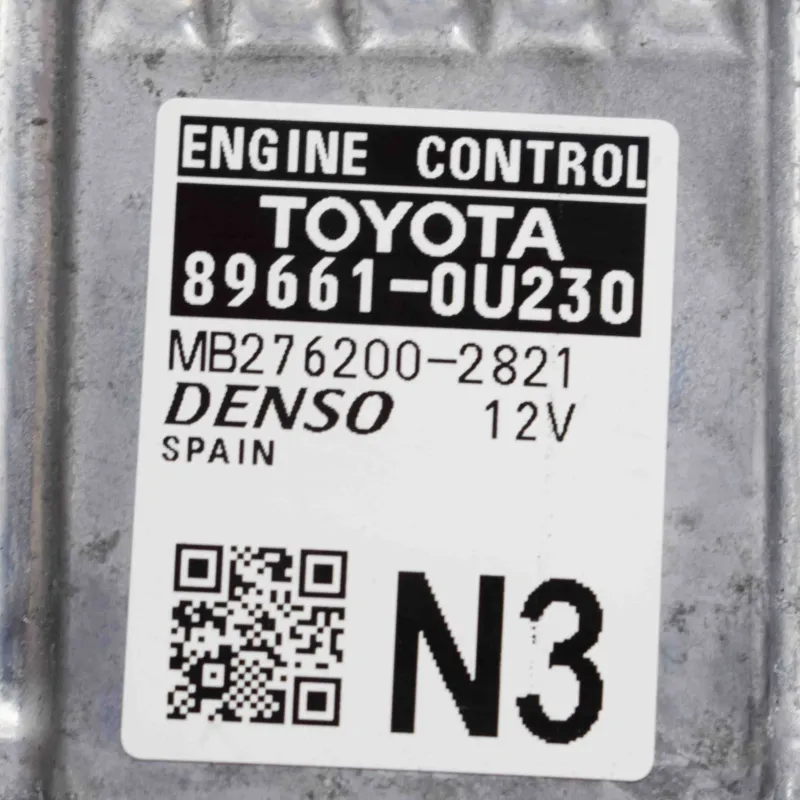 ENGINE CONTROL
TOYOTA
89661-0U230
MB276200-2821
DENSO 12V
SPAIN
N3